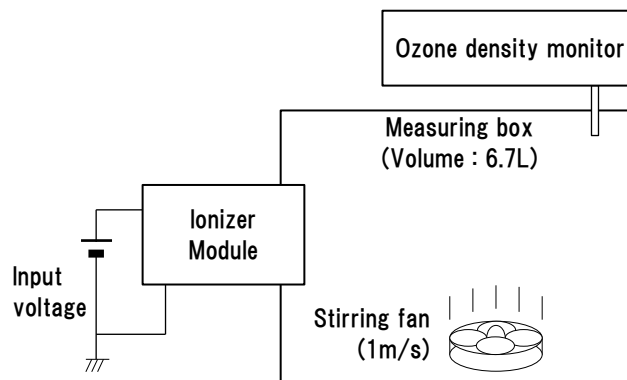 Ozone density monitor
Measuring box
(Volume : 6.7L)
Ionizer
Module
Input
voltage
Stirring fan
(1m/s)